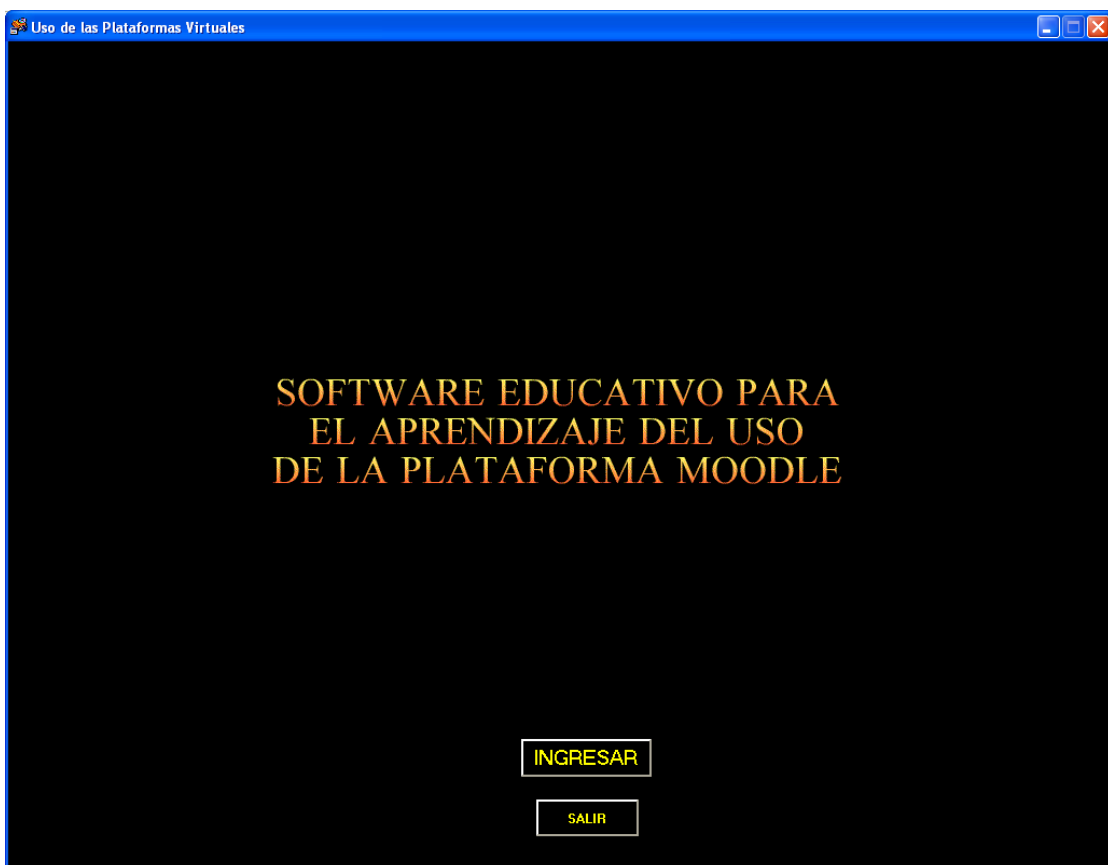 Uso de las Plataformas Virtuales
SOFTWARE EDUCATIVO PARA
EL APRENDIZAJE DEL USO
DE LA PLATAFORMA MOODLE
INGRESAR
SALIR